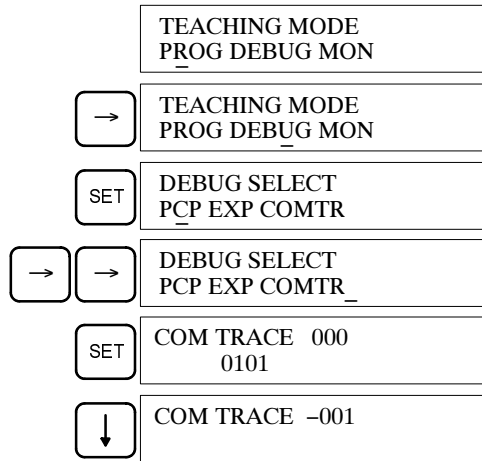 TEACHING MODE
PROG DEBUG MON
→
TEACHING MODE
PROG DEBUG MON
SET
DEBUG SELECT
PCP EXP COMTR
→ →
DEBUG SELECT
PCP EXP COMTR_
SET
COM TRACE 000
0101
↓
COM TRACE –001